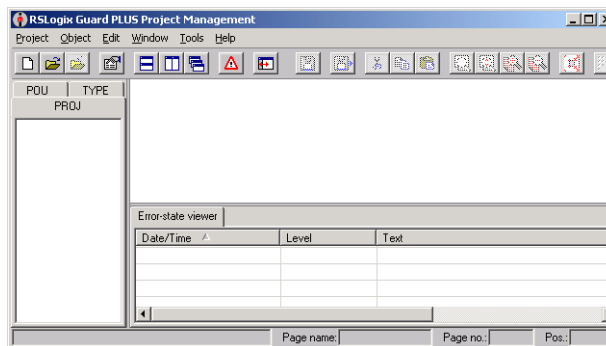 RSLogix Guard PLUS Project Management
Project Object Edit Window Tools Help
POU TYPE
PROJ
Error-state viewer
Date/Time Level Text
Page name: Page no.: Pos.: